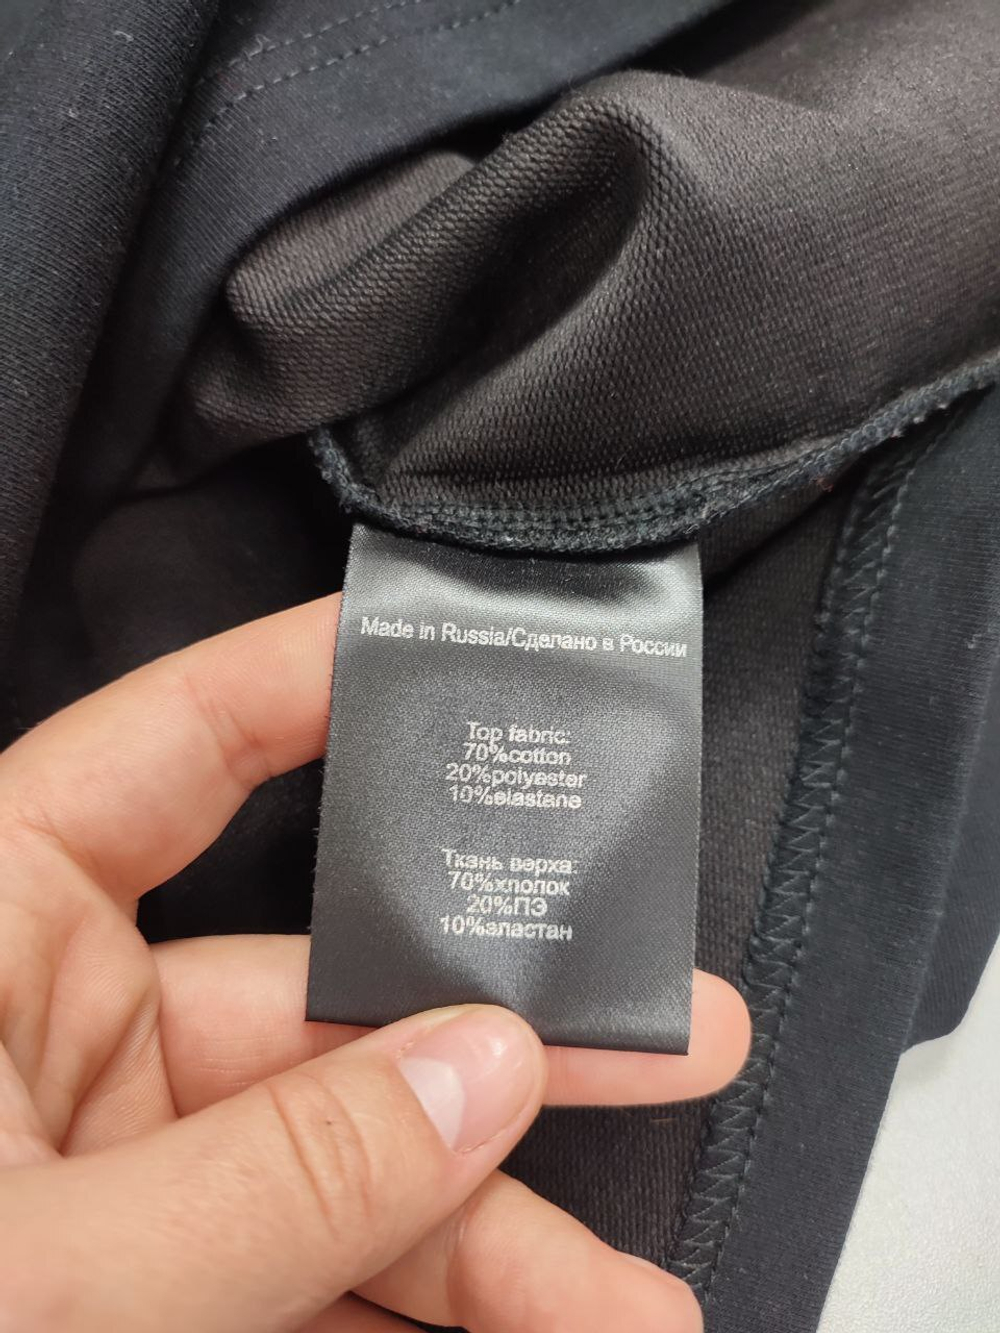 Made in Russia/Сделано в России
Top fabric:
70%cotton
20%polyester
10%elastane
Ткань верха:
70%хлопок
20%ПЭ
10%эластан